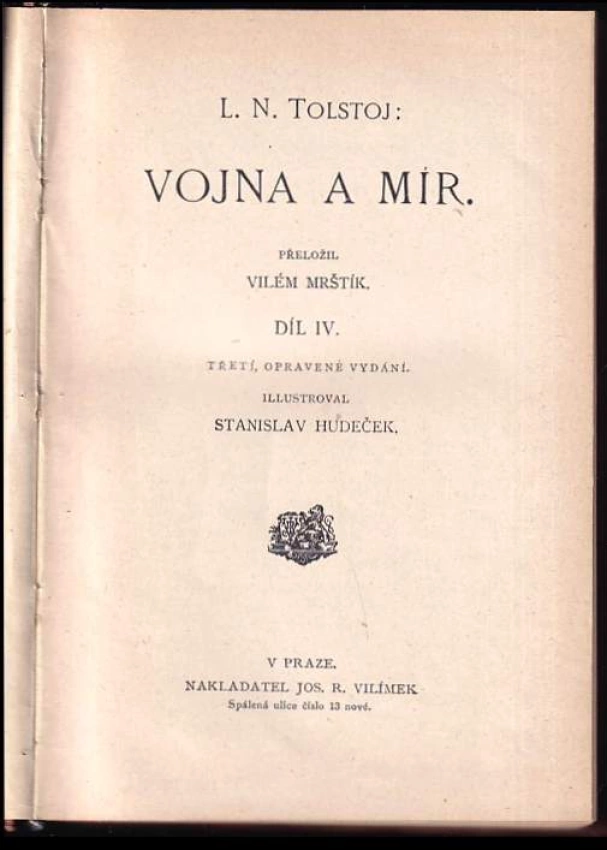 L. N. TOLSTOJ:
VOJNA A MÍR.
PŘELOŽIL
VILÉM MRŠTÍK.
DÍL IV.
TŘETÍ, OPRAVENÉ VYDÁNÍ.
ILLUSTROVAL
STANISLAV HUDEČEK.
V PRAZE.
NAKLADATEL JOS. R. VILÍMEK
Spálená ulice číslo 13 nové.